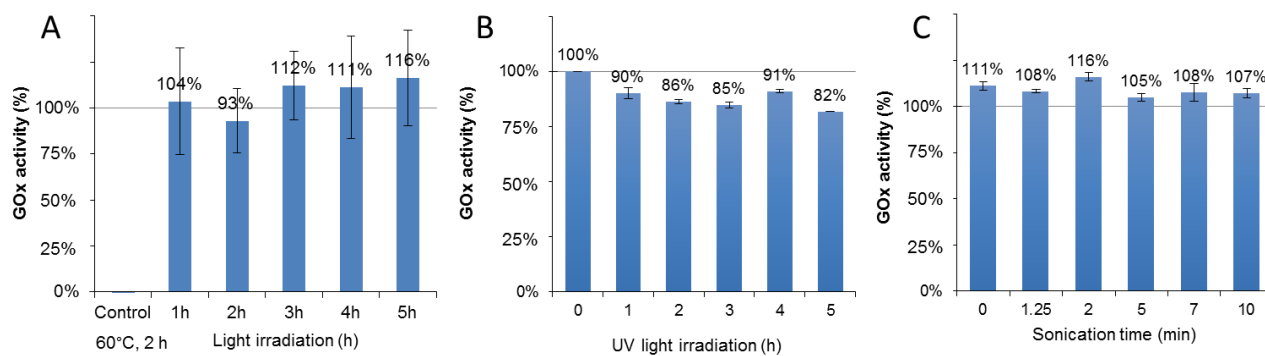 A
GOx activity (%)
100%
75%
50%
25%
0%
104%
93%
112%
111%
116%
Control 1h 2h 3h 4h 5h
60°C, 2 h Light irradiation (h)
B
GOx activity (%)
100%
75%
50%
25%
0%
100%
90%
86%
85%
91%
82%
0 1 2 3 4 5
UV light irradiation (h)
C
GOx activity (%)
100%
75%
50%
25%
0%
111%
108%
116%
105%
108%
107%
0 1.25 2 5 7 10
Sonication time (min)